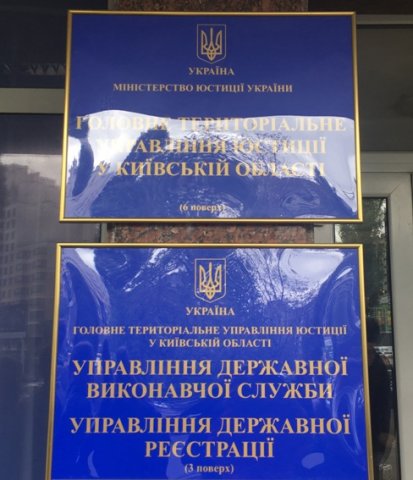 УКРАЇНА
МІНІСТЕРСТВО ЮСТИЦІЇ УКРАЇНИ
ГОЛОВНЕ ТЕРИТОРІАЛЬНЕ
УПРАВЛІННЯ ЮСТИЦІЇ
У КИЇВСЬКІЙ ОБЛАСТІ
(6 поверх)
УКРАЇНА
ГОЛОВНЕ ТЕРИТОРІАЛЬНЕ УПРАВЛІННЯ ЮСТИЦІЇ
У КИЇВСЬКІЙ ОБЛАСТІ
УПРАВЛІННЯ ДЕРЖАВНОЇ
ВИКОНАВЧОЇ СЛУЖБИ
УПРАВЛІННЯ ДЕРЖАВНОЇ
РЕЄСТРАЦІЇ
(3 поверх)